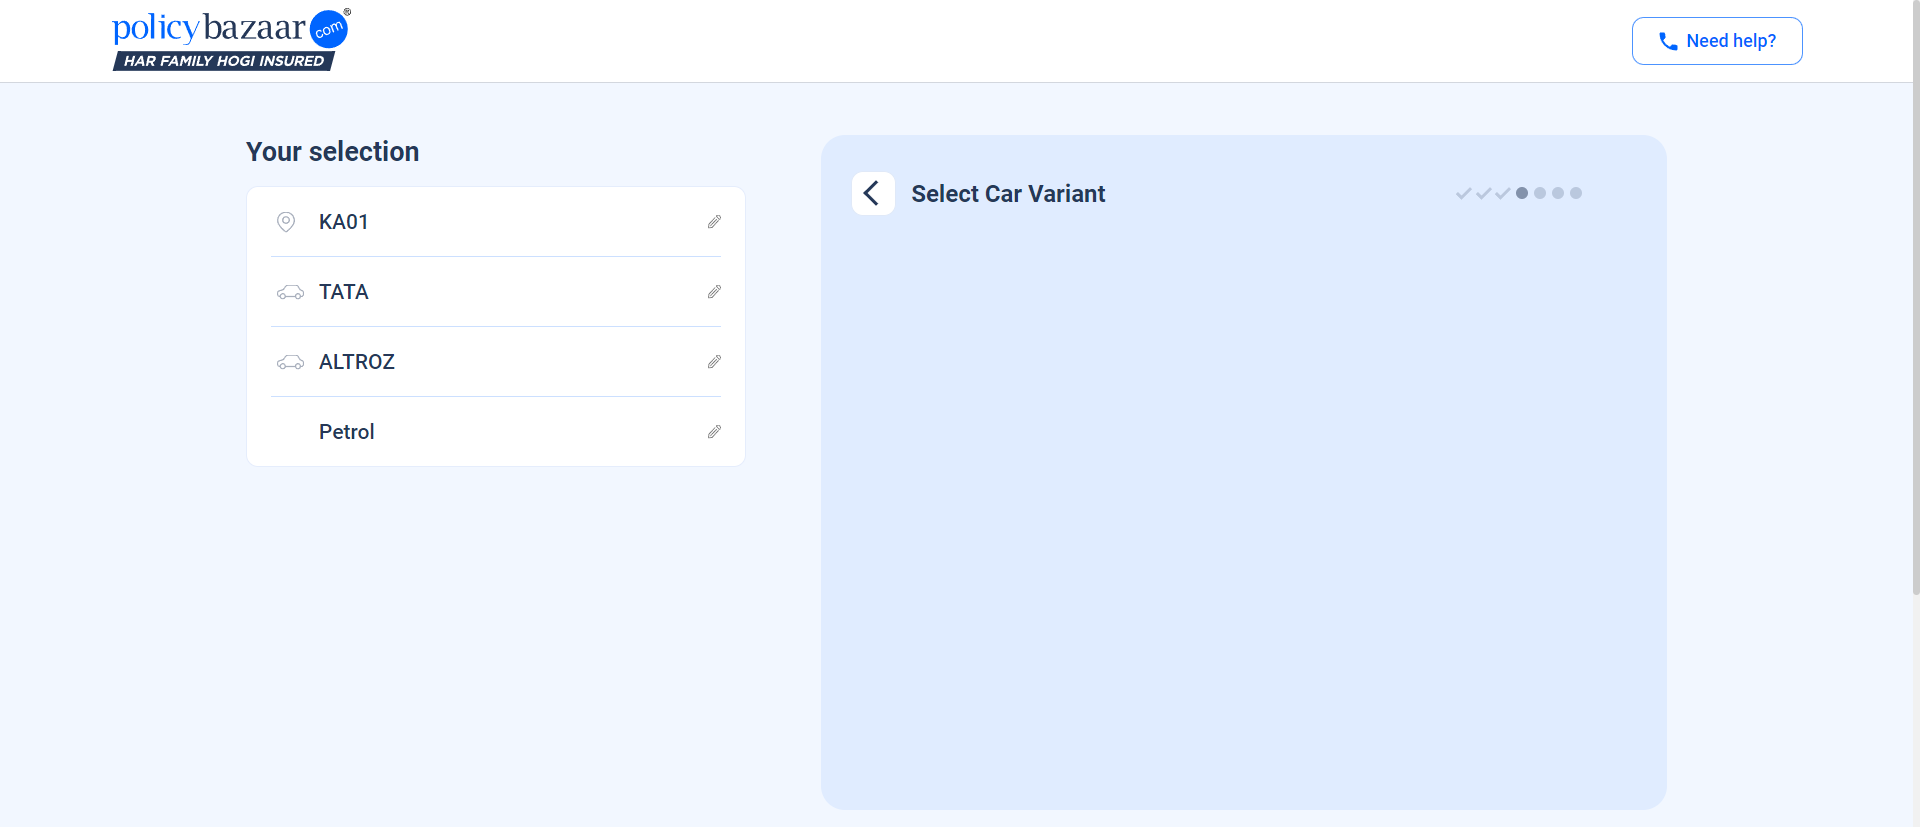 policybazaar.com®
HAR FAMILY HOGI INSURED
Need help?
Your selection
KA01
TATA
ALTROZ
Petrol
Select Car Variant